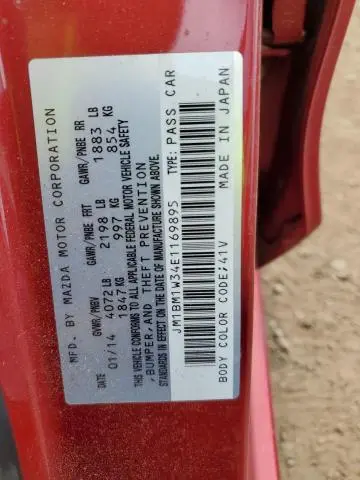 MFD. BY MAZDA MOTOR CORPORATION
DATE GVWR/PNBV GAWR/PNBE FRT GAWR/PNBE RR
01/14 4072 LB 2198 LB 1883 LB
1847 KG 997 KG 854 KG
THIS VEHICLE CONFORMS TO ALL APPLICABLE FEDERAL MOTOR VEHICLE SAFETY
, BUMPER, AND THEFT PREVENTION
STANDARDS IN EFFECT ON THE DATE OF MANUFACTURE SHOWN ABOVE.
JM1BM1W34E1169895 TYPE: PASS CAR
BODY COLOR CODE;41V MADE IN JAPAN